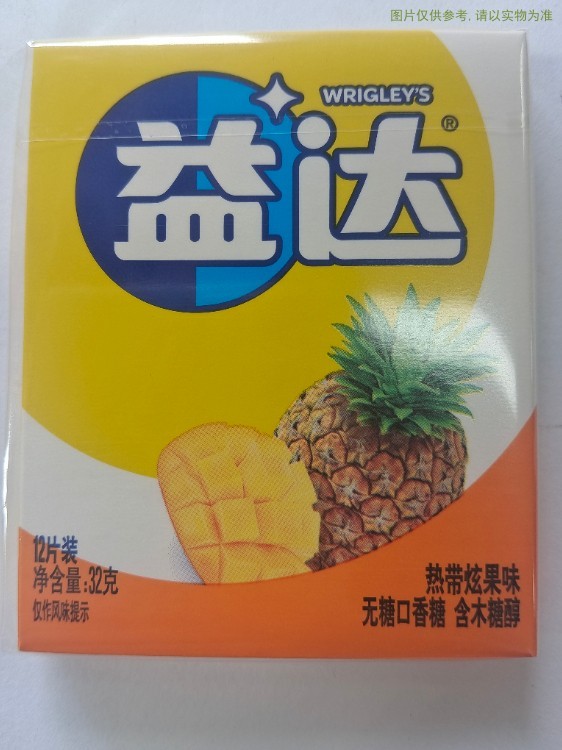 图片仅供参考, 请以实物为准
WRIGLEY'S
益达®
12片装
净含量:32克
仅作风味提示
热带炫果味
无糖口香糖 含木糖醇